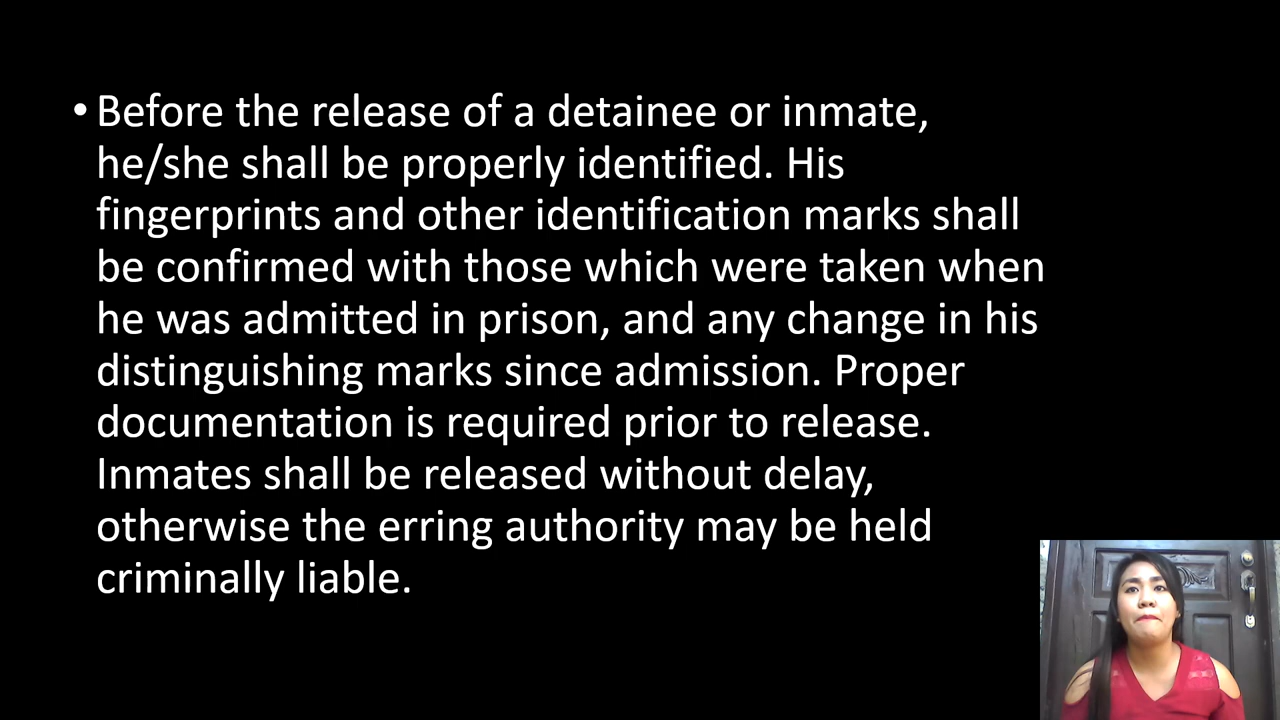 • Before the release of a detainee or inmate,
he/she shall be properly identified. His
fingerprints and other identification marks shall
be confirmed with those which were taken when
he was admitted in prison, and any change in his
distinguishing marks since admission. Proper
documentation is required prior to release.
Inmates shall be released without delay,
otherwise the erring authority may be held
criminally liable.